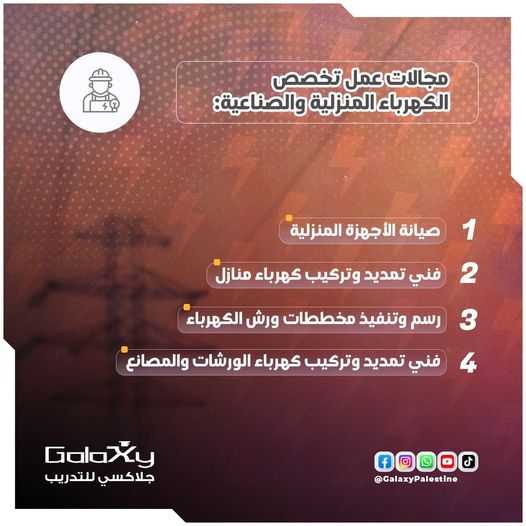 مجالات عمل تخصص
الكهرباء المنزلية والصناعية:
1 صيانة الأجهزة المنزلية
2 فني تمديد وتركيب كهرباء منازل
3 رسم وتنفيذ مخططات ورش الكهرباء
4 فني تمديد وتركيب كهرباء الورشات والمصانع
Galaxy
جلاكسي للتدريب
@GalaxyPalestine